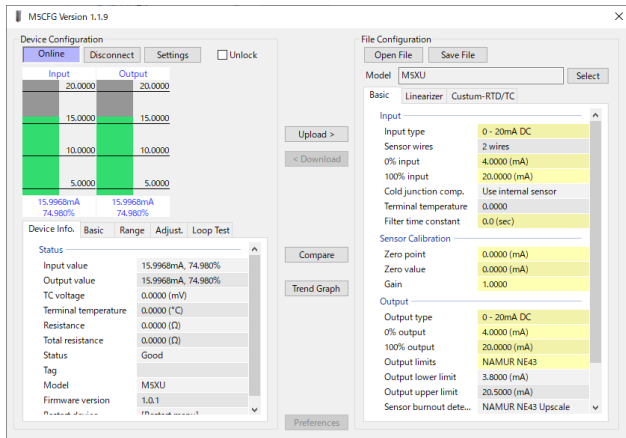 M5CFG Version 1.1.9
Device Configuration
Online Disconnect Settings Unlock
Input Output
20.0000 20.0000
15.0000 15.0000
10.0000 10.0000
5.0000 5.0000
15.9968mA 15.9968mA
74.980% 74.980%
Device Info. Basic Range Adjust. Loop Test
Status
Input value 15.9968mA, 74.980%
Output value 15.9968mA, 74.980%
TC voltage 0.0000 (mV)
Terminal temperature 0.0000 (°C)
Resistance 0.0000 (Ω)
Total resistance 0.0000 (Ω)
Status Good
Tag
Model M5XU
Firmware version 1.0.1
Restart device [Restart menu]
Upload >
< Download
Compare
Trend Graph
Preferences
File Configuration
Open File Save File
Model M5XU Select
Basic Linearizer Custum-RTD/TC
Input
Input type 0 - 20mA DC
Sensor wires 2 wires
0% input 4.0000 (mA)
100% input 20.0000 (mA)
Cold junction comp. Use internal sensor
Terminal temperature 0.0000
Filter time constant 0.0 (sec)
Sensor Calibration
Zero point 0.0000 (mA)
Zero value 0.0000 (mA)
Gain 1.0000
Output
Output type 0 - 20mA DC
0% output 4.0000 (mA)
100% output 20.0000 (mA)
Output limits NAMUR NE43
Output lower limit 3.8000 (mA)
Output upper limit 20.5000 (mA)
Sensor burnout dete... NAMUR NE43 Upscale